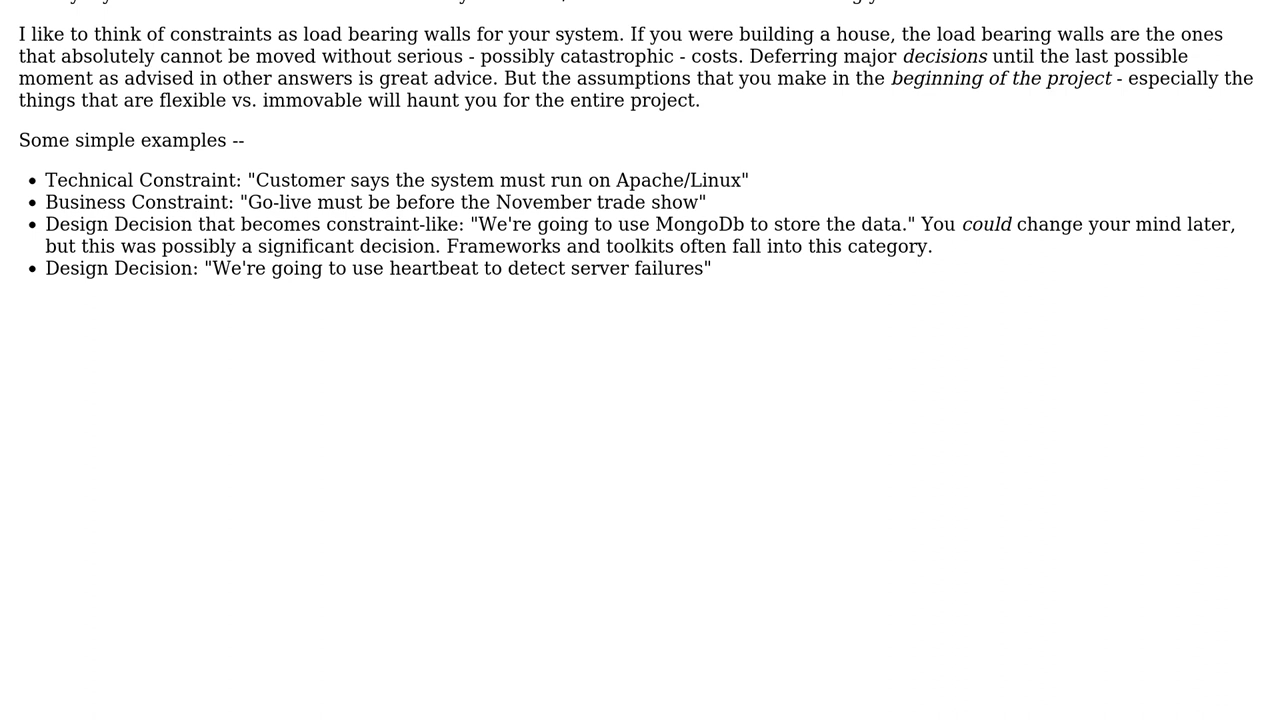 I like to think of constraints as load bearing walls for your system. If you were building a house, the load bearing walls are the ones
that absolutely cannot be moved without serious - possibly catastrophic - costs. Deferring major decisions until the last possible
moment as advised in other answers is great advice. But the assumptions that you make in the beginning of the project - especially the
things that are flexible vs. immovable will haunt you for the entire project.
Some simple examples --
• Technical Constraint: "Customer says the system must run on Apache/Linux"
• Business Constraint: "Go-live must be before the November trade show"
• Design Decision that becomes constraint-like: "We're going to use MongoDb to store the data." You could change your mind later,
but this was possibly a significant decision. Frameworks and toolkits often fall into this category.
• Design Decision: "We're going to use heartbeat to detect server failures"